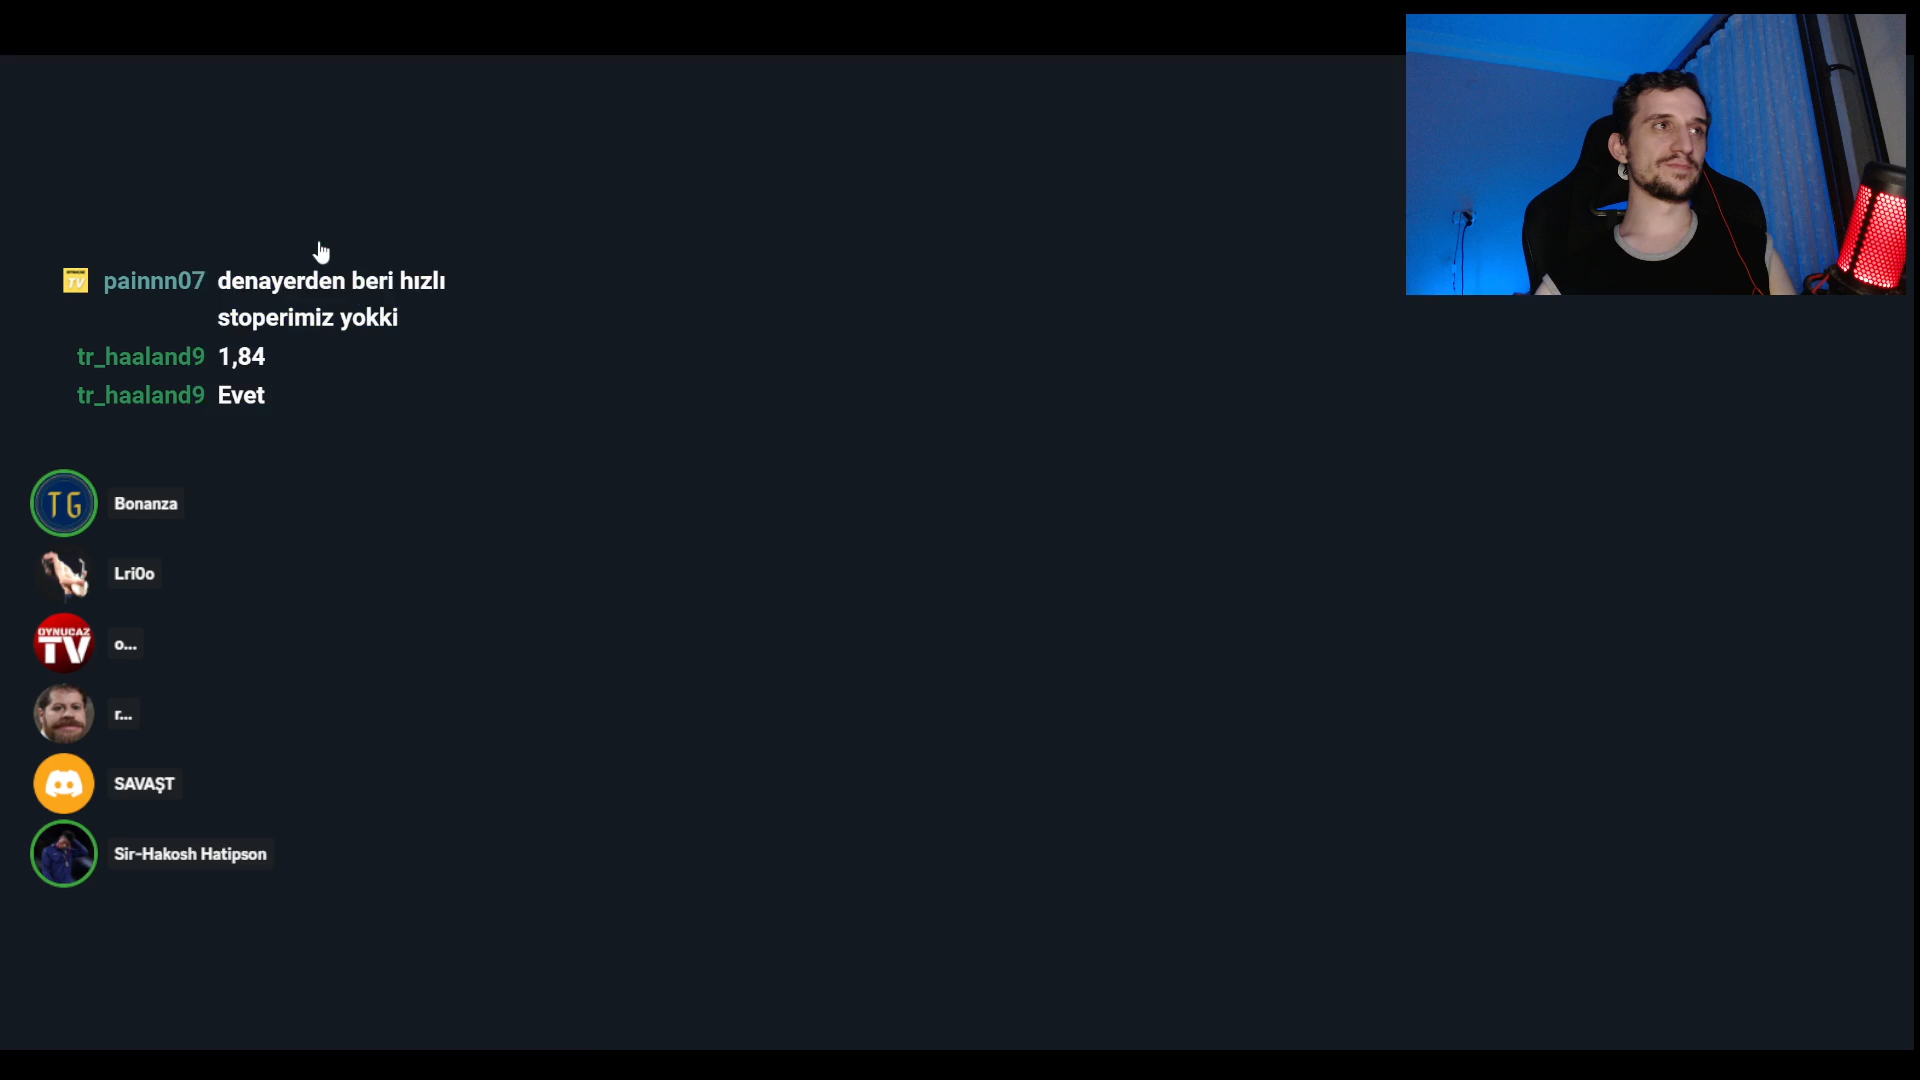 TV painnn07 denayerden beri hızlı
stoperimiz yokki
tr_haaland9 1,84
tr_haaland9 Evet
TG Bonanza
Lri0o
OYNUCAZ
TV o...
r...
SAVAŞT
Sir-Hakosh Hatipson